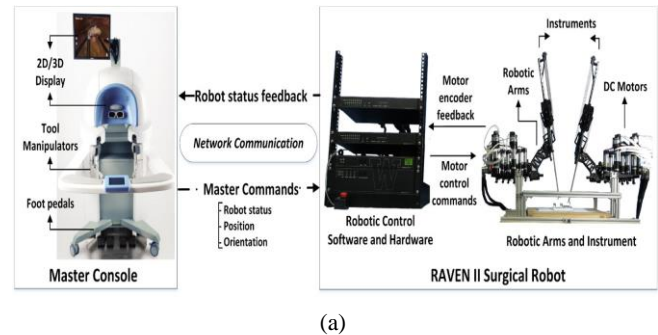 2D/3D
Display
Tool
Manipulators
Foot pedals
Master Console
Robot status feedback
Network Communication
Master Commands
Robot status
Position
Orientation
Robotic Control
Software and Hardware
Motor
encoder
feedback
Motor
control
commands
Instruments
Robotic
Arms
DC Motors
Robotic Arms and Instrument
RAVEN II Surgical Robot
(a)